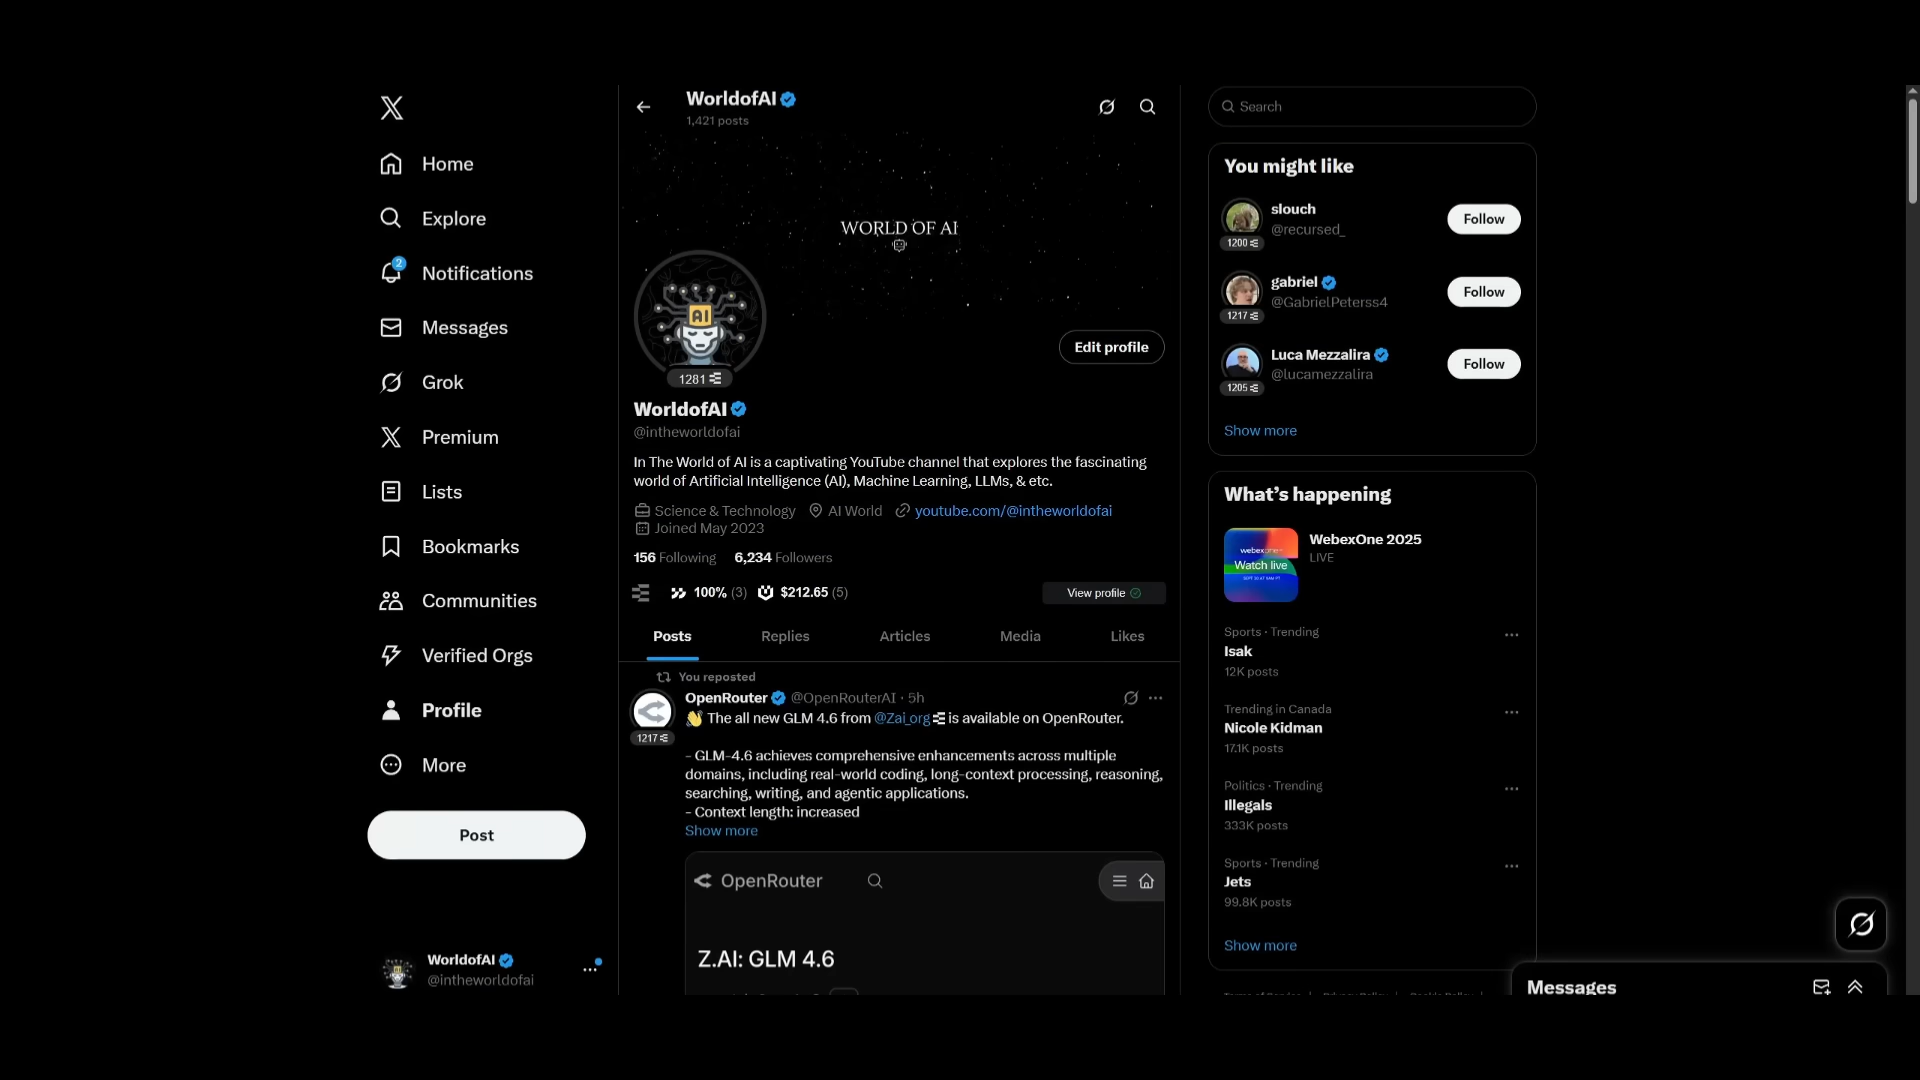 Home
Explore
2
Notifications
Messages
Grok
Premium
Lists
Bookmarks
Communities
Verified Orgs
Profile
More
Post
WorldofAI
@intheworldofai
WorldofAI
1,421 posts
WORLD OF AI
AI
1281
Edit profile
WorldofAI
@intheworldofai
In The World of AI is a captivating YouTube channel that explores the fascinating
world of Artificial Intelligence (AI), Machine Learning, LLMs, & etc.
Science & Technology AI World youtube.com/@intheworldofai
Joined May 2023
156 Following 6,234 Followers
100% (3) $212.65 (5) View profile
Posts Replies Articles Media Likes
You reposted
OpenRouter @OpenRouterAI · 5h
👋 The all new GLM 4.6 from @Zai_org is available on OpenRouter.
1217
- GLM-4.6 achieves comprehensive enhancements across multiple
domains, including real-world coding, long-context processing, reasoning,
searching, writing, and agentic applications.
- Context length: increased
Show more
OpenRouter
Z.AI: GLM 4.6
Search
You might like
slouch
@recursed_
1200
Follow
gabriel
@GabrielPeterss4
1217
Follow
Luca Mezzalira
@lucamezzalira
1205
Follow
Show more
What's happening
webexone
Watch live
WebexOne 2025
LIVE
Sports · Trending
Isak
12K posts
Trending in Canada
Nicole Kidman
17.1K posts
Politics · Trending
Illegals
333K posts
Sports · Trending
Jets
99.8K posts
Show more
Messages